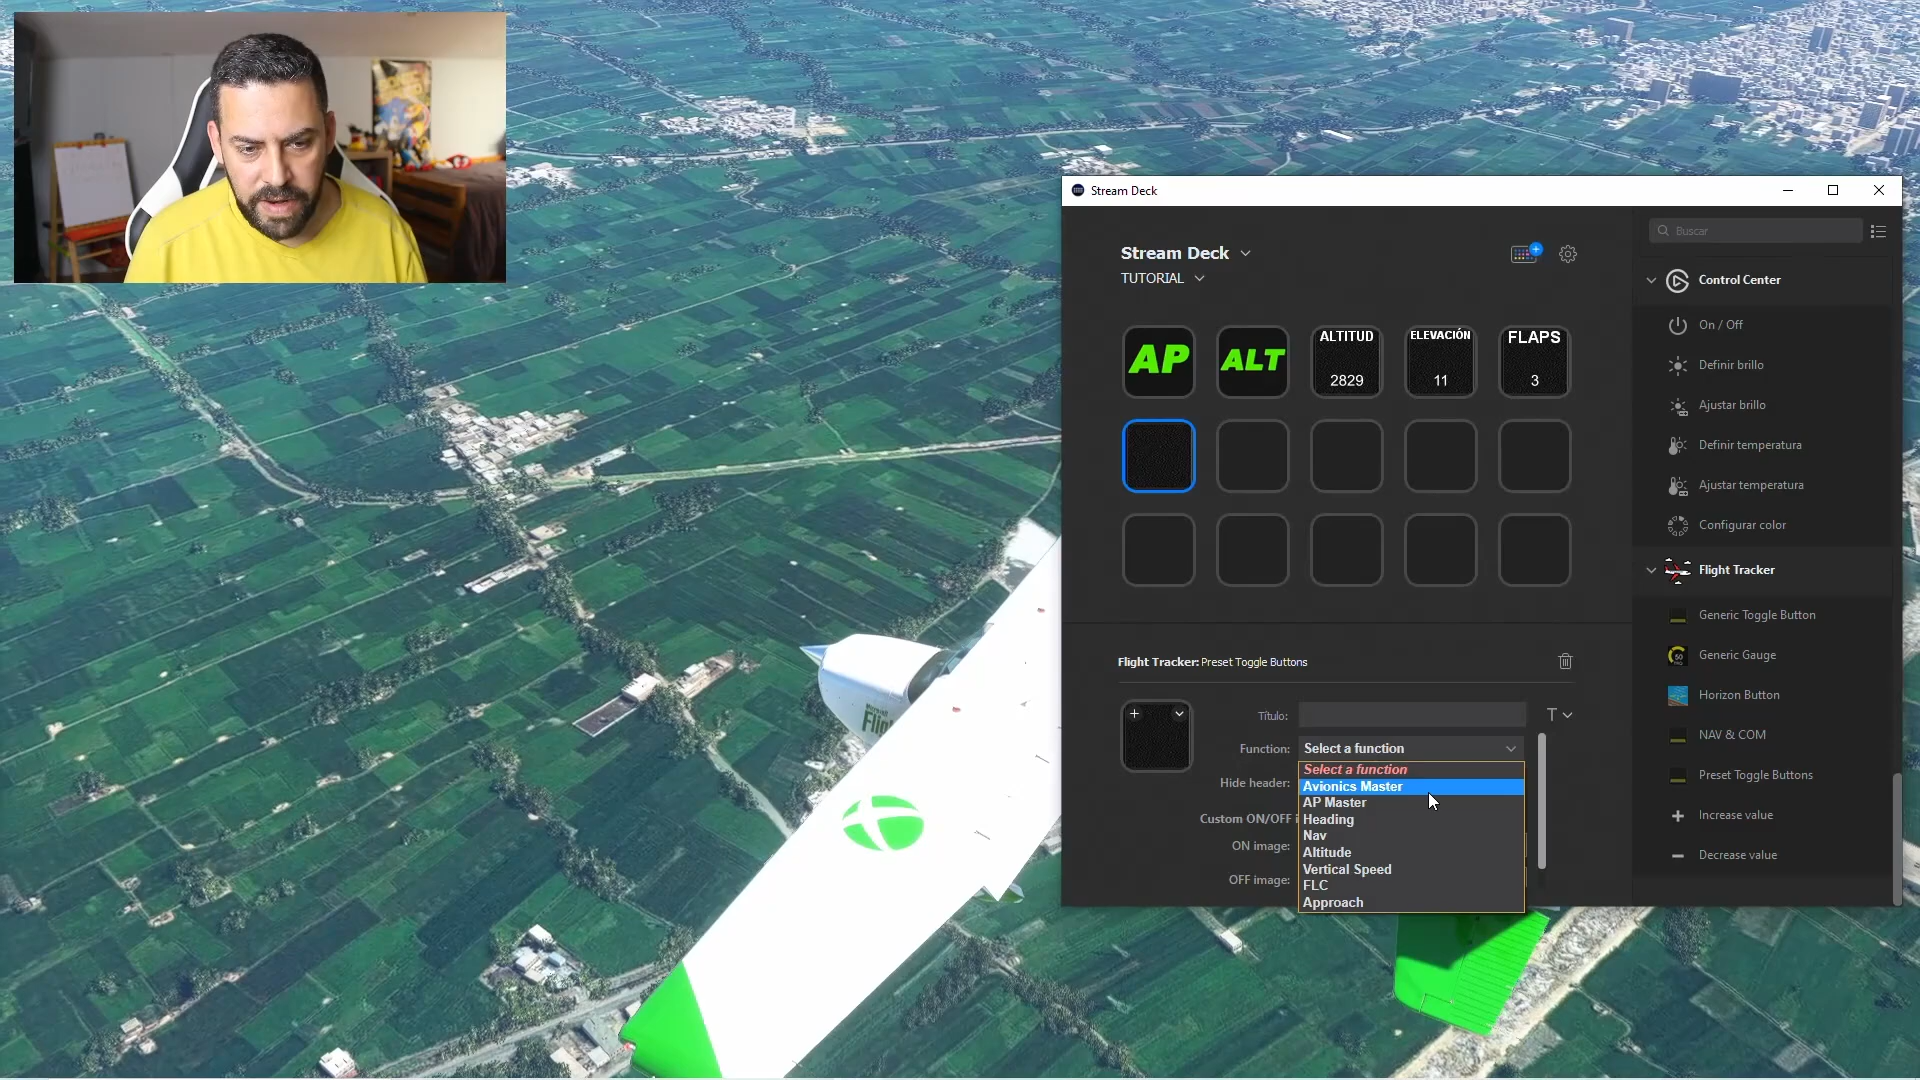 Stream Deck
Stream Deck
TUTORIAL
AP
ALT
ALTITUD
2829
ELEVACIÓN
11
FLAPS
3
Flight Tracker: Preset Toggle Buttons
Título:
T
Function:
Select a function
Select a function
Avionics Master
AP Master
Heading
Nav
Altitude
Vertical Speed
FLC
Approach
Hide header:
Custom ON/OFF i
ON image:
OFF image:
Buscar
Control Center
On / Off
Definir brillo
Ajustar brillo
Definir temperatura
Ajustar temperatura
Configurar color
Flight Tracker
Generic Toggle Button
Generic Gauge
Horizon Button
NAV & COM
Preset Toggle Buttons
Increase value
Decrease value